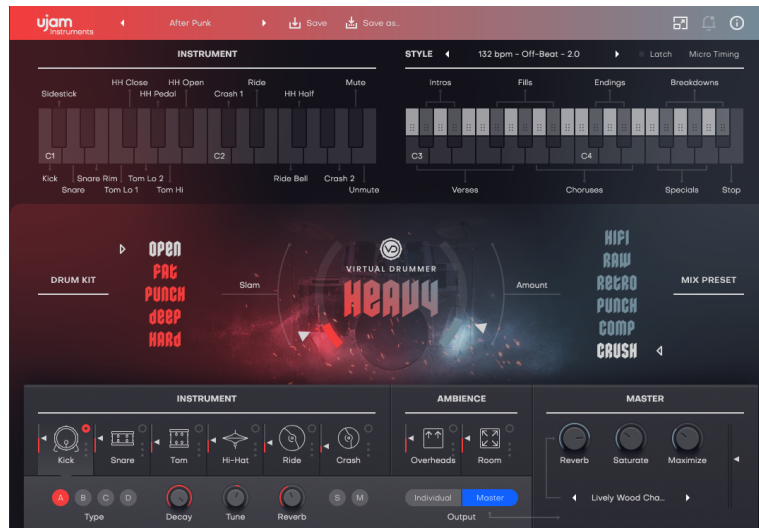 ujam
Instruments
After Punk
Save
Save as..
INSTRUMENT
STYLE
132 bpm - Off-Beat - 2.0
Latch
Micro Timing
HH Close
HH Open
Ride
Mute
Sidestick
HH Pedal
Crash 1
HH Half
Intros
Fills
Endings
Breakdowns
C1
C2
C3
C4
Kick
Snare Rim
Tom Lo 2
Ride Bell
Crash 2
Snare
Tom Lo 1
Tom Hi
Unmute
Verses
Choruses
Specials
Stop
DRUM KIT
OPEN
FAT
PUNCH
DEEP
HARD
Slam
VD
VIRTUAL DRUMMER
HEAVY
Amount
HIFI
RAW
RETRO
PUNCH
COMP
CRUSH
MIX PRESET
INSTRUMENT
AMBIENCE
MASTER
Kick
Snare
Tom
Hi-Hat
Ride
Crash
Overheads
Room
Reverb
Saturate
Maximize
A
B
C
D
Type
Decay
Tune
Reverb
S
M
Individual
Master
Output
Lively Wood Cha...